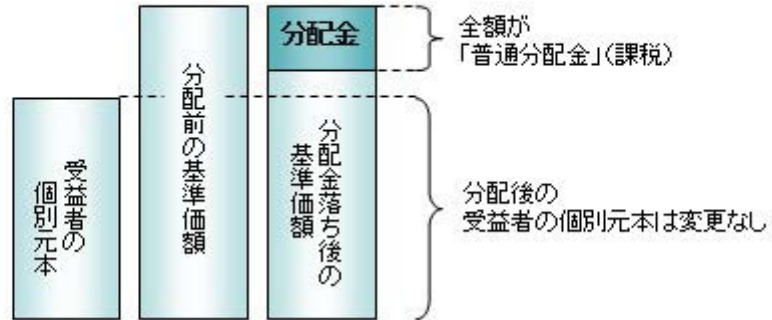 受益者の
個別元本
分配前の基準価額
分配金
分配金落ち後の
基準価額
全額が
「普通分配金」(課税)
分配後の
受益者の個別元本は変更なし